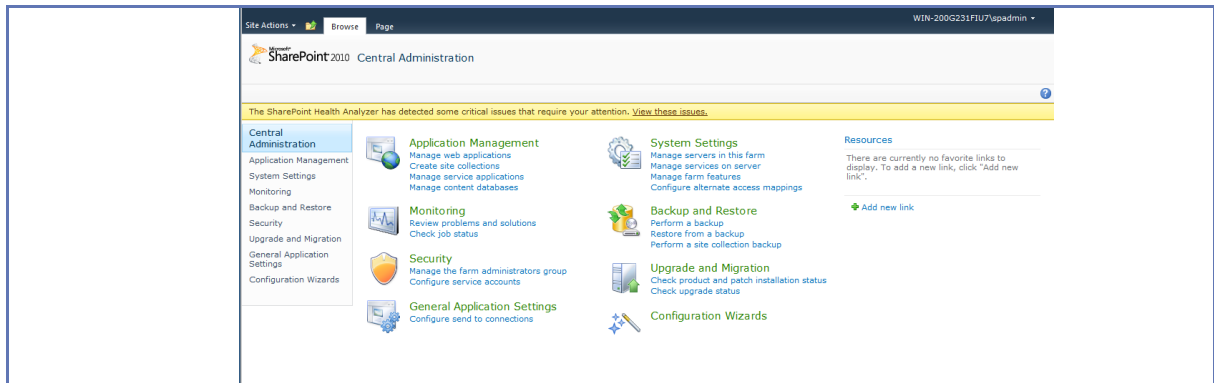 Site Actions
Browse
Page
WIN-200G231FIU7\spadmin
Microsoft
SharePoint 2010
Central Administration
The SharePoint Health Analyzer has detected some critical issues that require your attention. View these issues.
Central
Administration
Application Management
System Settings
Monitoring
Backup and Restore
Security
Upgrade and Migration
General Application
Settings
Configuration Wizards
Application Management
Manage web applications
Create site collections
Manage service applications
Manage content databases
Monitoring
Review problems and solutions
Check job status
Security
Manage the farm administrators group
Configure service accounts
General Application Settings
Configure send to connections
System Settings
Manage servers in this farm
Manage services on server
Manage farm features
Configure alternate access mappings
Backup and Restore
Perform a backup
Restore from a backup
Perform a site collection backup
Upgrade and Migration
Check product and patch installation status
Check upgrade status
Configuration Wizards
Resources
There are currently no favorite links to
display. To add a new link, click "Add new
link".
Add new link